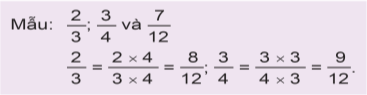 Mẫu: 2/3; 3/4 và 7/12
2/3 = 2 × 4 / 3 × 4 = 8/12; 3/4 = 3 × 3 / 4 × 3 = 9/12.